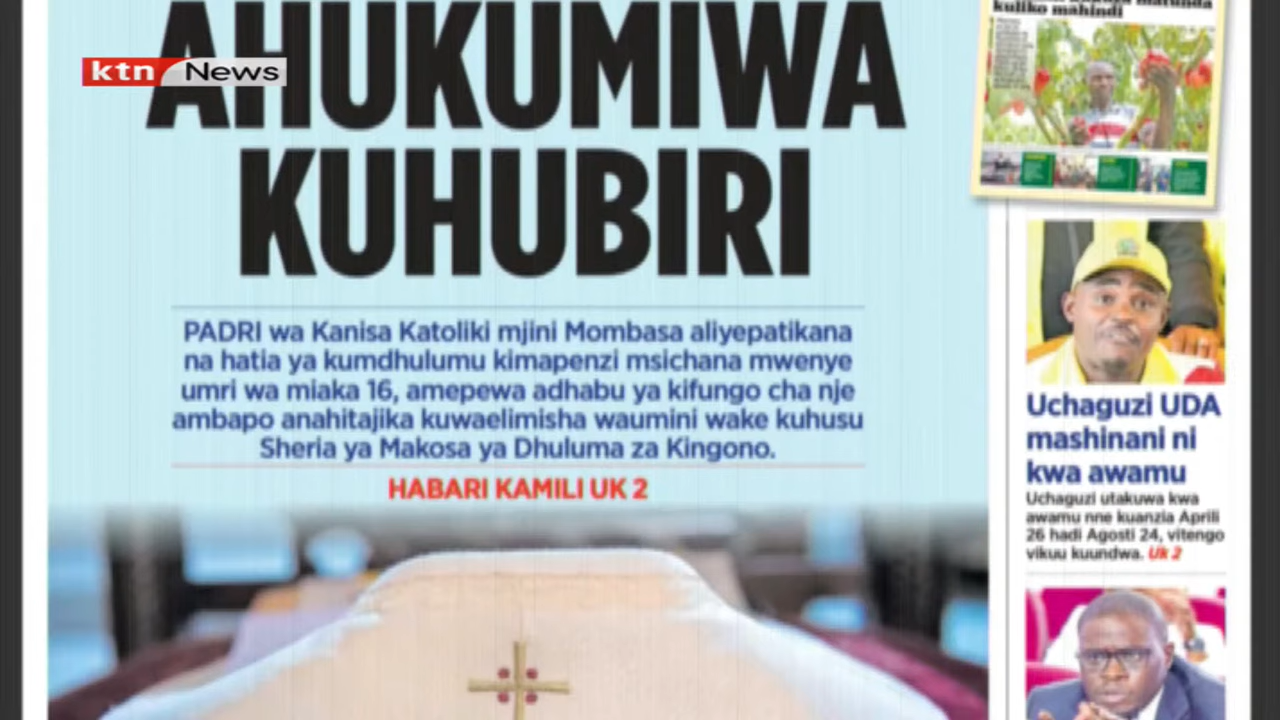 ktn News
AHUKUMIWA
KUHUBIRI
PADRI wa Kanisa Katoliki mjini Mombasa aliyepatikana
na hatia ya kumdhulumu kimapenzi msichana mwenye
umri wa miaka 16, amepewa adhabu ya kifungo cha nje
ambapo anahitajika kuwaelimisha waumini wake kuhusu
Sheria ya Makosa ya Dhuluma za Kingono.
HABARI KAMILI UK 2
kuliko mahindi
Uchaguzi UDA
mashinani ni
kwa awamu
Uchaguzi utakuwa kwa
awamu nne kuanzia Aprili
26 hadi Agosti 24, vitengo
vikuu kuundwa. Uk 2